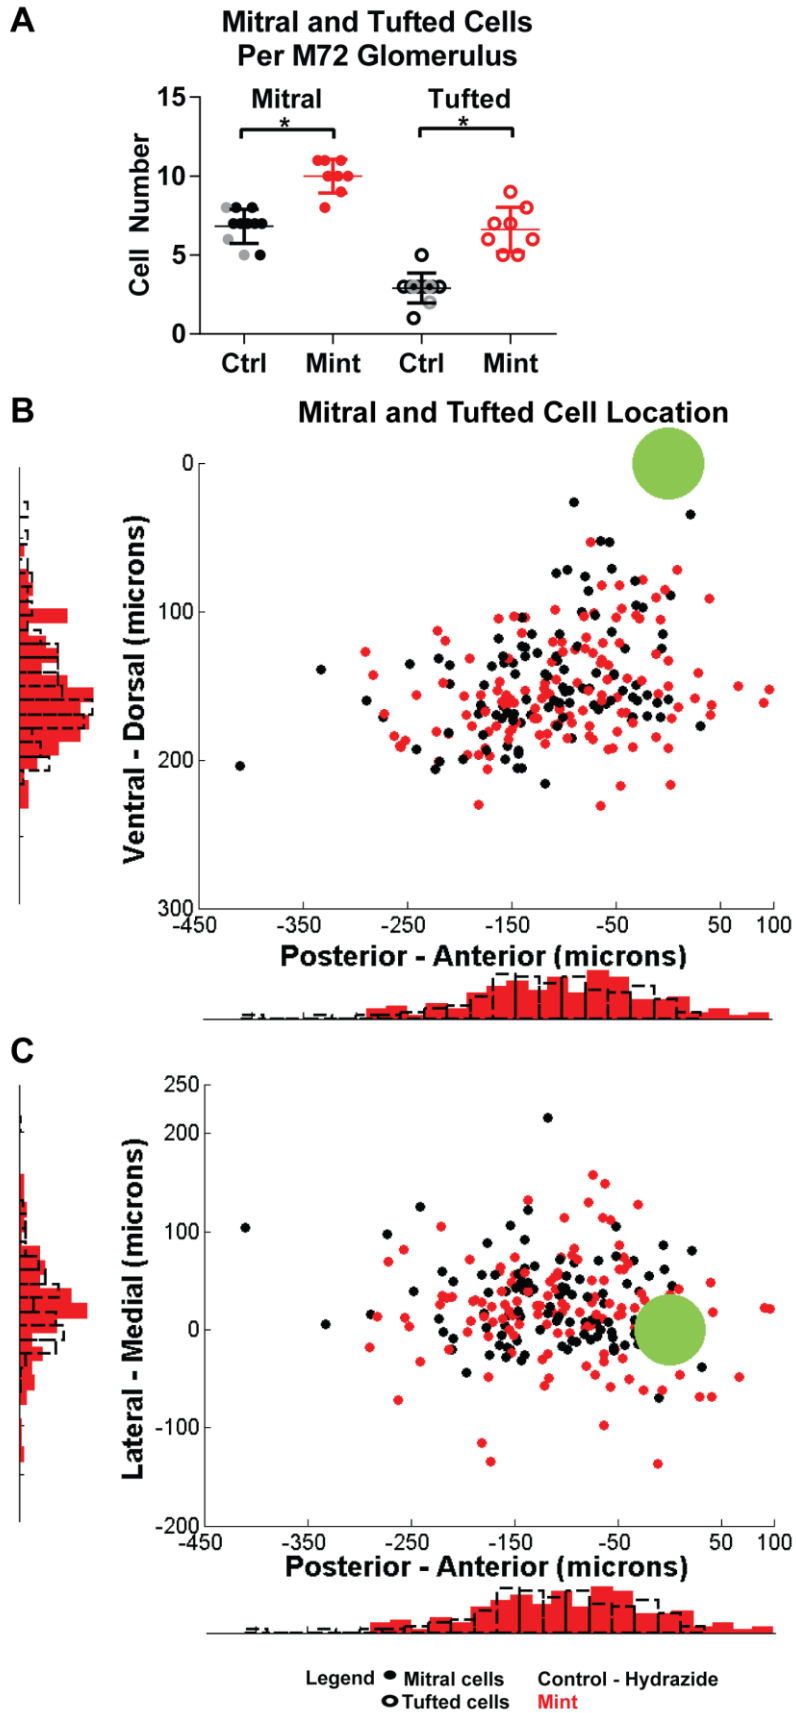 A
Mitral and Tufted Cells
Per M72 Glomerulus
15
10
5
0
Cell Number
Mitral
Tufted
*
*
Ctrl
Mint
Ctrl
Mint
B
Mitral and Tufted Cell Location
0
100
200
300
Ventral - Dorsal (microns)
-450
-350
-250
-150
-50
50
100
Posterior - Anterior (microns)
C
250
200
100
0
-100
-200
Lateral - Medial (microns)
-450
-350
-250
-150
-50
50
100
Posterior - Anterior (microns)
Legend
Mitral cells
Control - Hydrazide
Tufted cells
Mint